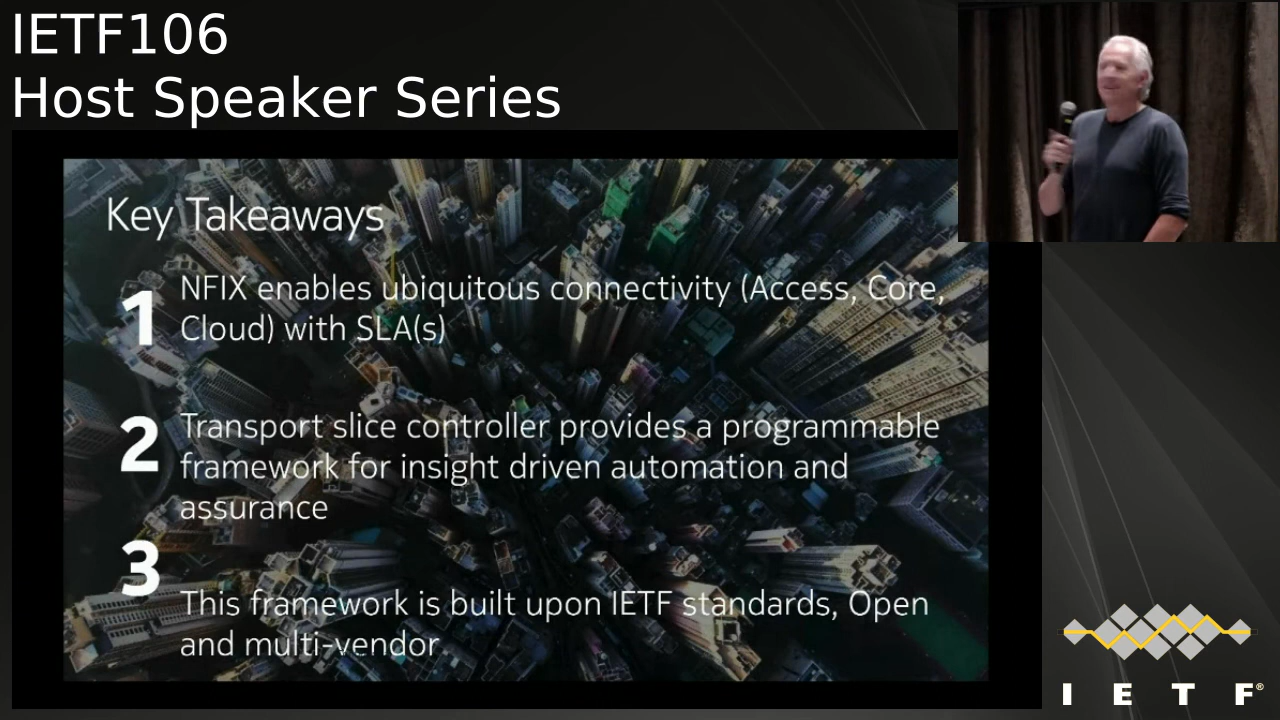 IETF106
Host Speaker Series
Key Takeaways
1
NFIX enables ubiquitous connectivity (Access, Core,
Cloud) with SLA(s)
2
Transport slice controller provides a programmable
framework for insight driven automation and
assurance
3
This framework is built upon IETF standards, Open
and multi-vendor
I E T F®